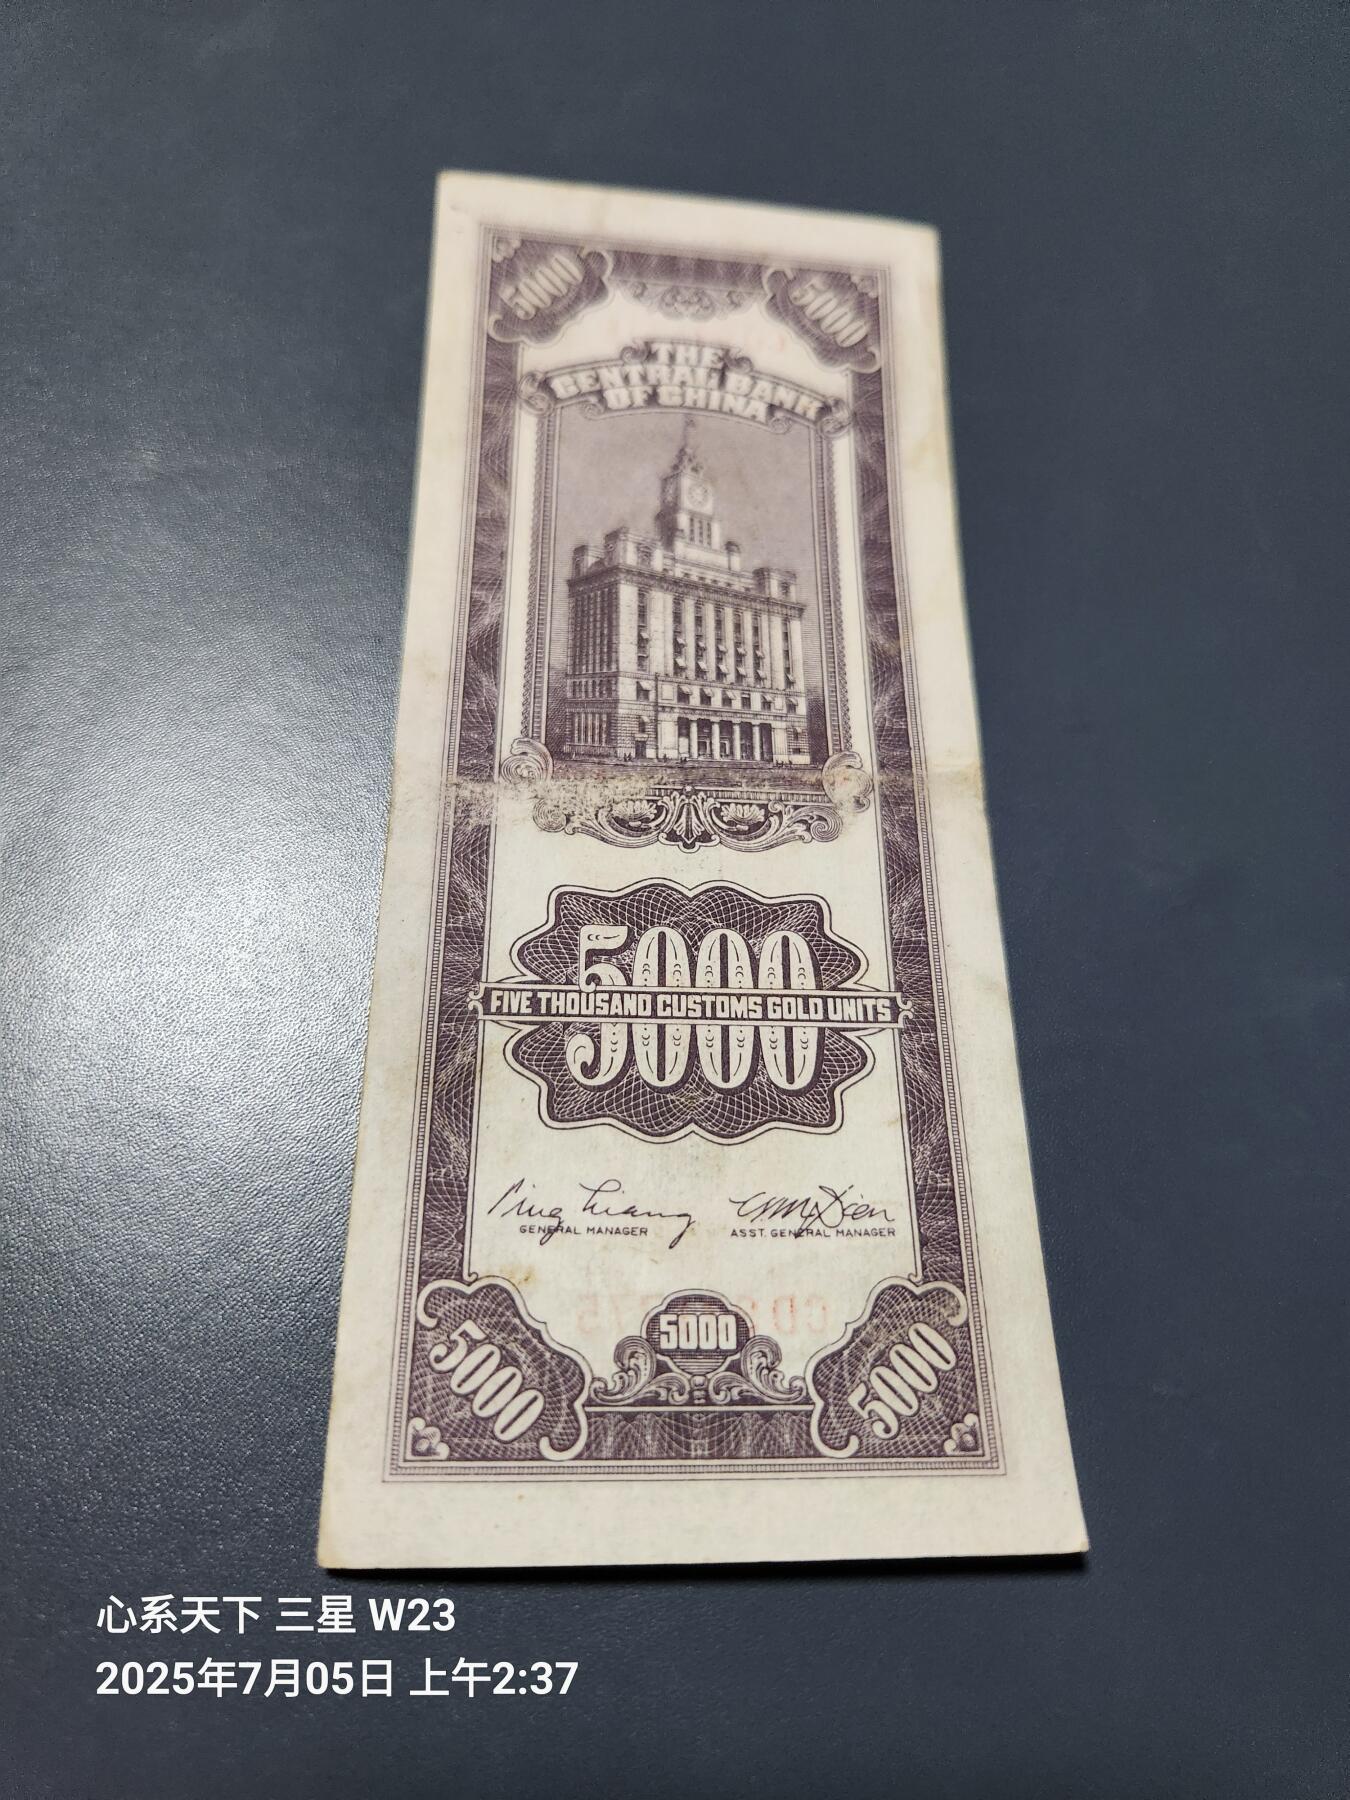 5000 5000
THE
CENTRAL BANK
OF CHINA
5000
FIVE THOUSAND CUSTOMS GOLD UNITS
GENERAL MANAGER ASST. GENERAL MANAGER
5000 5000 5000
心系天下 三星 W23
2025年7月05日 上午2:37